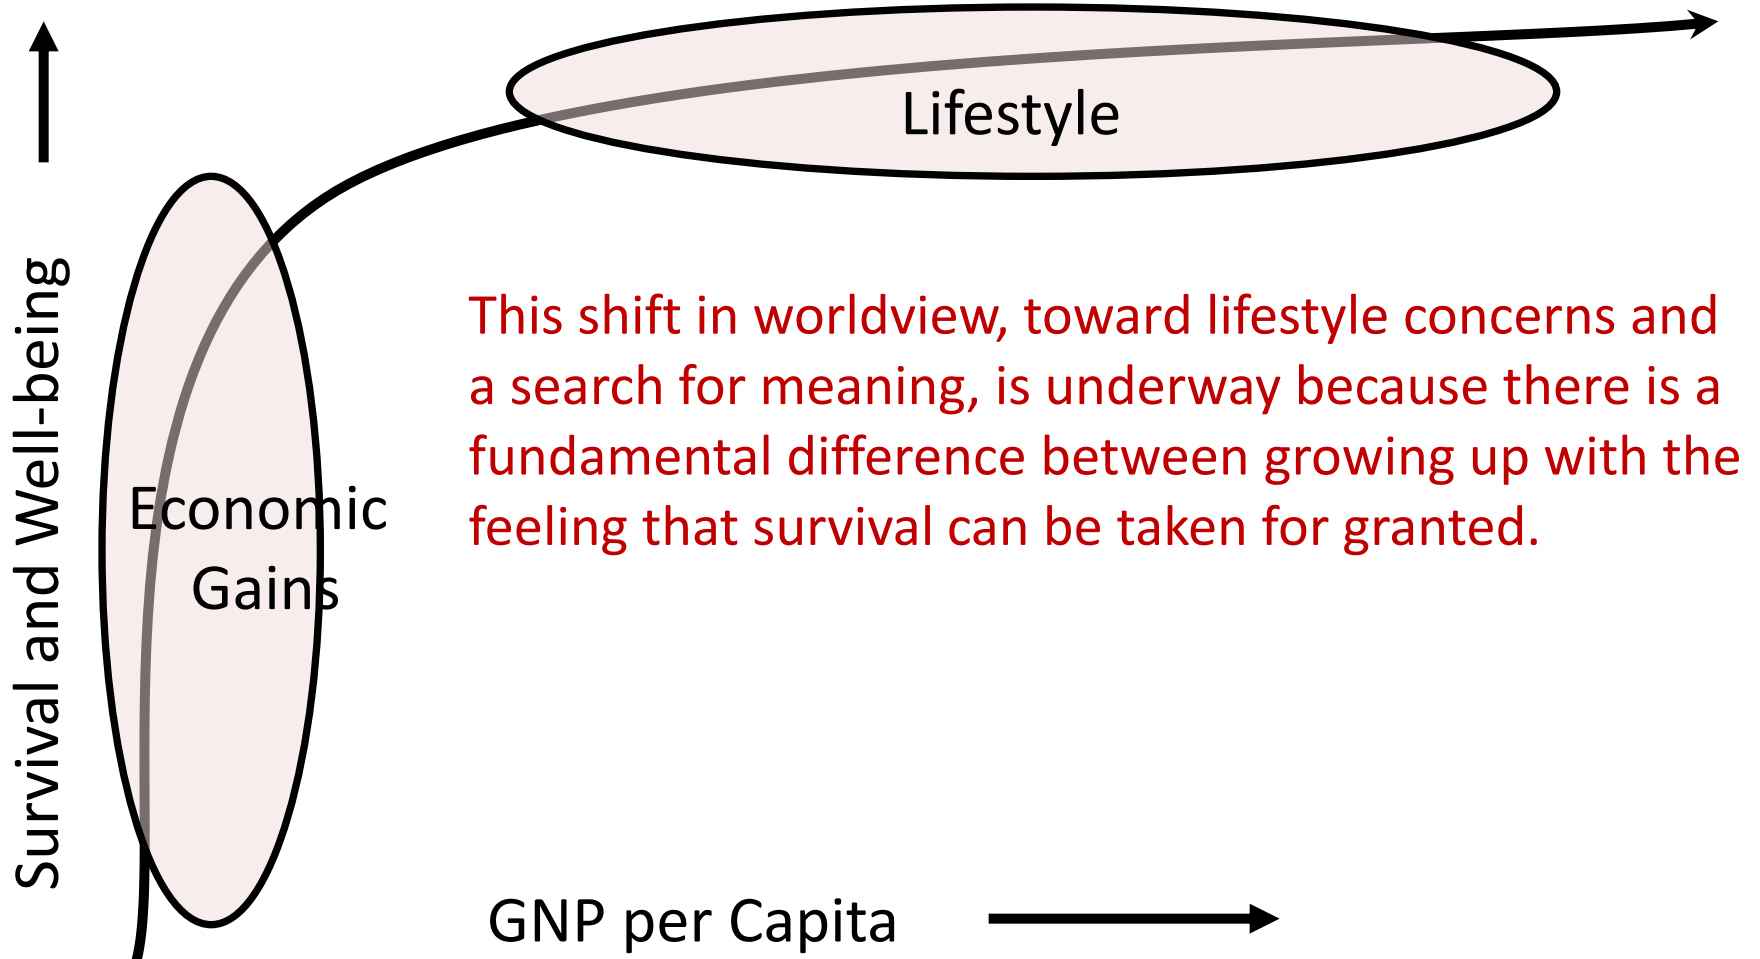 Lifestyle
Survival and Well-being
This shift in worldview, toward lifestyle concerns and
a search for meaning, is underway because there is a
fundamental difference between growing up with the
feeling that survival can be taken for granted.
Economic
Gains
GNP per Capita